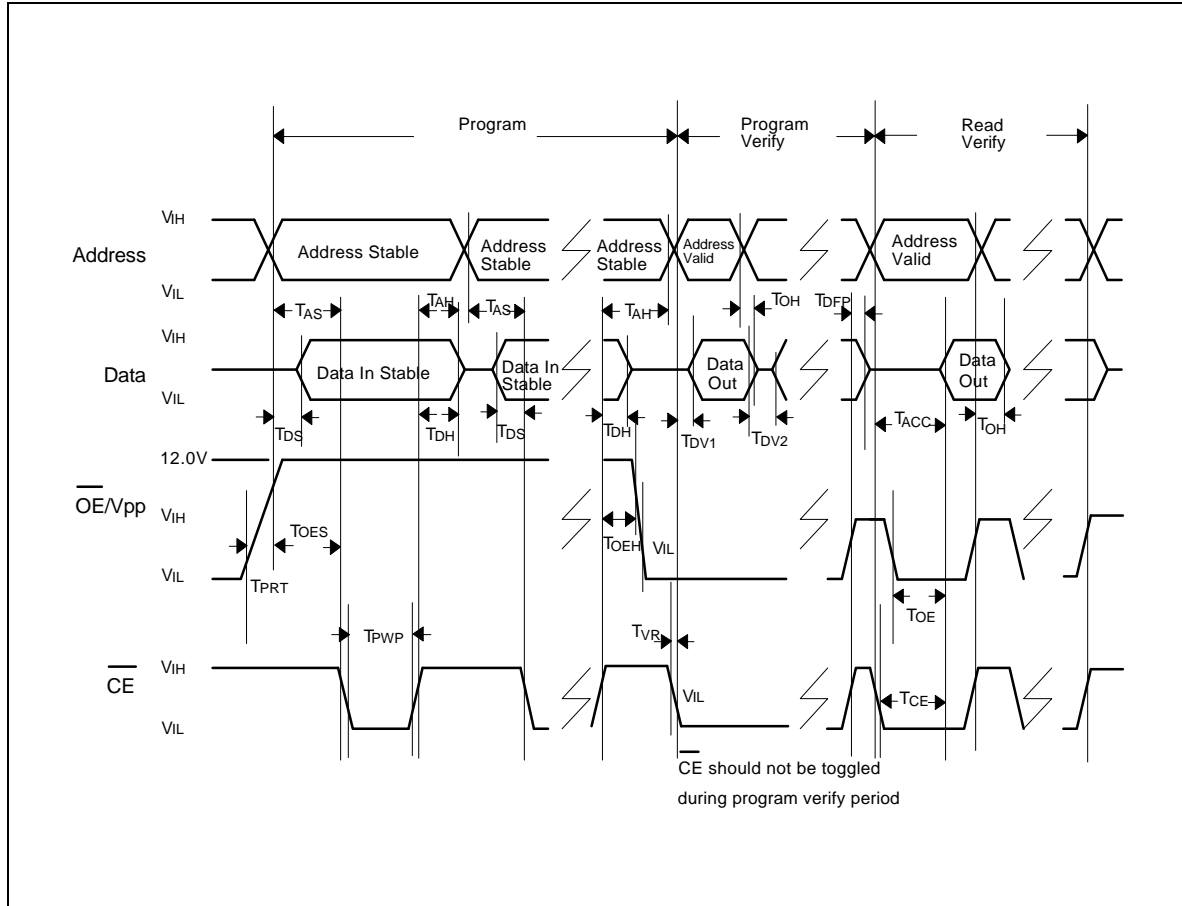 Program
Program
Verify
Read
Verify
VIH
Address
VIL
Address Stable
Address
Stable
Address
Stable
Address
Valid
Address
Valid
TAS
TAH
TAS
TAH
TOH
TDFP
VIH
Data
VIL
Data In Stable
Data In
Stable
Data
Out
Data
Out
TDS
TDH
TDS
TDH
TDV1
TDV2
TACC
TOH
12.0V
OE/Vpp
VIH
VIL
TPRT
TOES
TOEH
VIL
TOE
TPWP
TVR
VIH
CE
VIL
VIL
TCE
CE should not be toggled
during program verify period